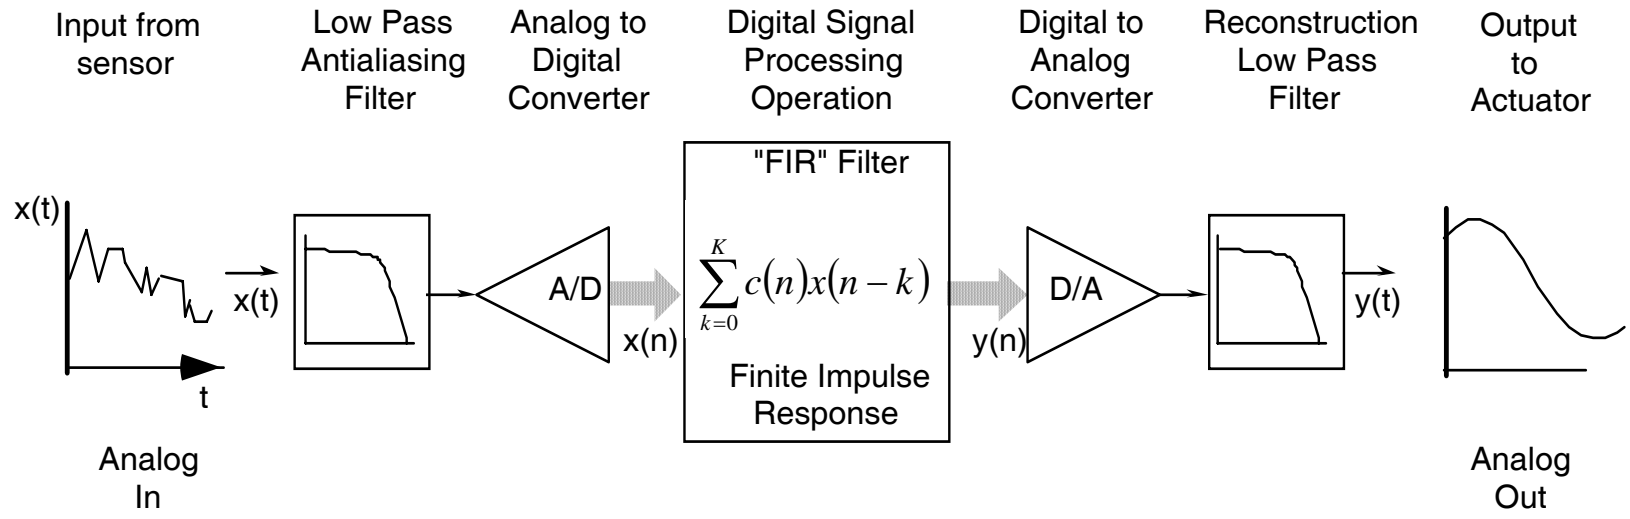 Input from
sensor
Low Pass
Antialiasing
Filter
Analog to
Digital
Converter
Digital Signal
Processing
Operation
Digital to
Analog
Converter
Reconstruction
Low Pass
Filter
Output
to
Actuator
x(t)
t
x(t)
A/D
x(n)
"FIR" Filter
\sum_{k=0}^{K} c(n)x(n − k)
Finite Impulse
Response
y(n)
D/A
y(t)
Analog
In
Analog
Out